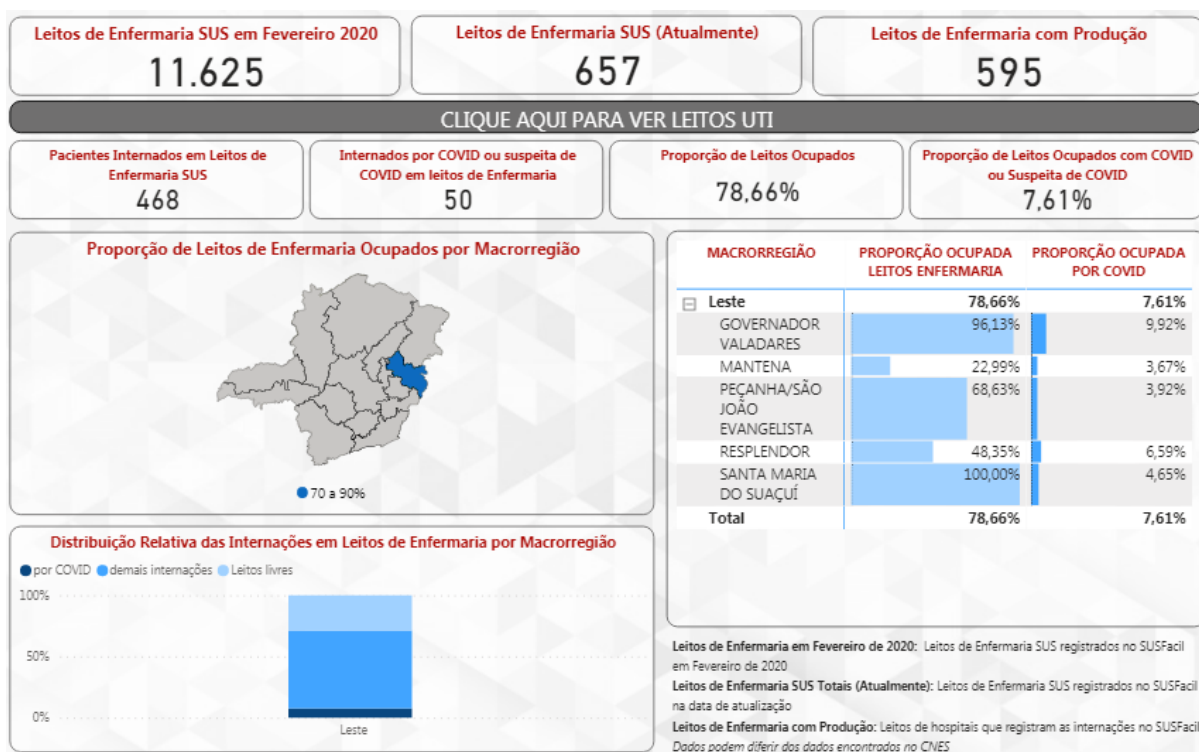 Leitos de Enfermaria SUS em Fevereiro 2020
11.625
Leitos de Enfermaria SUS (Atualmente)
657
Leitos de Enfermaria com Produção
595
CLIQUE AQUI PARA VER LEITOS UTI
Pacientes Internados em Leitos de
Enfermaria SUS
468
Internados por COVID ou suspeita de
COVID em leitos de Enfermaria
50
Proporção de Leitos Ocupados
78,66%
Proporção de Leitos Ocupados com COVID
ou Suspeita de COVID
7,61%
Proporção de Leitos de Enfermaria Ocupados por Macrorregião
70 a 90%
MACRORREGIÃO PROPORÇÃO OCUPADA PROPORÇÃO OCUPADA
LEITOS ENFERMARIA POR COVID
Leste 78,66% 7,61%
GOVERNADOR 96,13% 9,92%
VALADARES
MANTENA 22,99% 3,67%
PEÇANHA/SÃO 68,63% 3,92%
JOÃO
EVANGELISTA
RESPLENDOR 48,35% 6,59%
SANTA MARIA 100,00% 4,65%
DO SUAÇUÍ
Total 78,66% 7,61%
Distribuição Relativa das Internações em Leitos de Enfermaria por Macrorregião
por COVID demais internações Leitos livres
100%
50%
0%
Leste
Leitos de Enfermaria em Fevereiro de 2020: Leitos de Enfermaria SUS registrados no SUSFacil
em Fevereiro de 2020
Leitos de Enfermaria SUS Totais (Atualmente): Leitos de Enfermaria SUS registrados no SUSFacil
na data de atualização
Leitos de Enfermaria com Produção: Leitos de hospitais que registram as internações no SUSFacil
Dados podem diferir dos dados encontrados no CNES